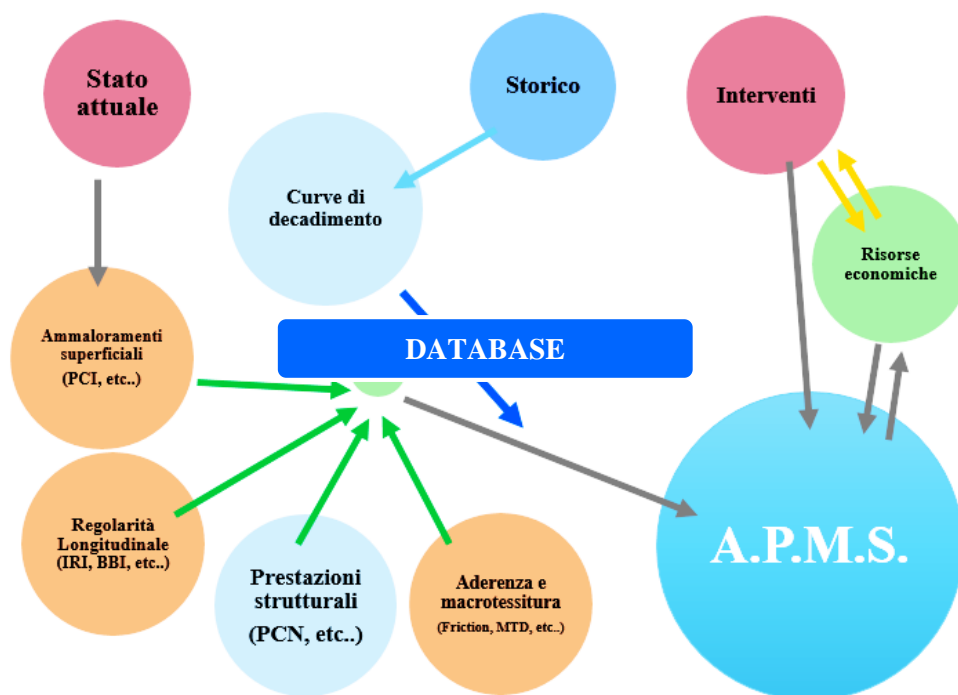 Stato
attuale
Storico
Interventi
Curve di
decadimento
Risorse
economiche
Ammaloramenti
superficiali
(PCI, etc..)
DATABASE
Regolarità
Longitudinale
(IRI, BBI, etc..)
Prestazioni
strutturali
(PCN, etc..)
Aderenza e
macrotessitura
(Friction, MTD, etc..)
A.P.M.S.